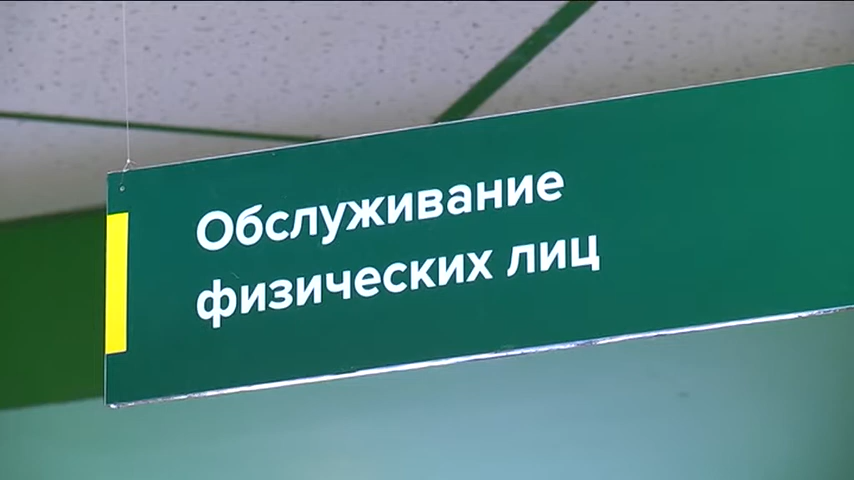 Обслуживание
физических лиц